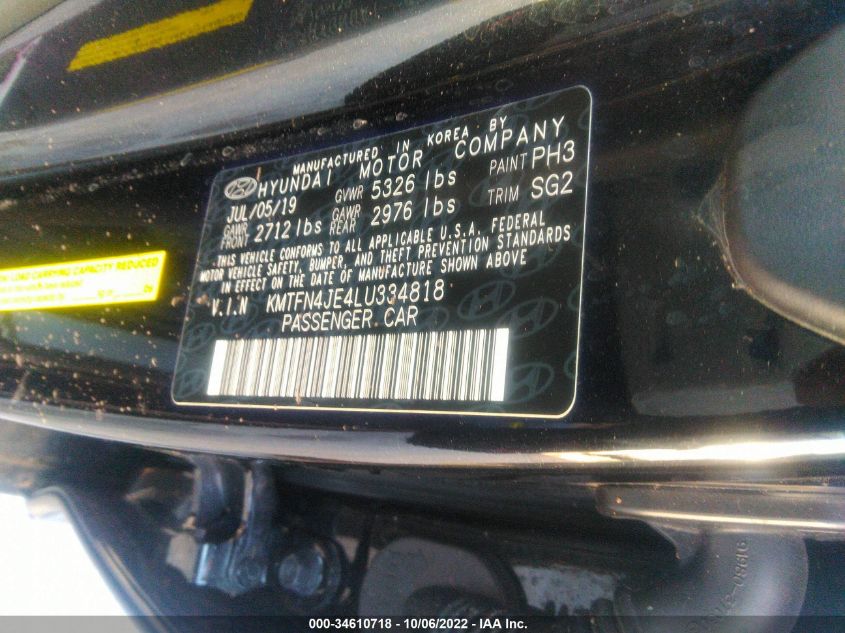 MANUFACTURED IN KOREA BY
HYUNDAI MOTOR COMPANY
JUL/05/19 GVWR 5326 lbs PAINT PH3
GAWR FRONT 2712 lbs GAWR REAR 2976 lbs TRIM SG2
THIS VEHICLE CONFORMS TO ALL APPLICABLE U.S.A. FEDERAL
MOTOR VEHICLE SAFETY, BUMPER, AND THEFT PREVENTION STANDARDS
IN EFFECT ON THE DATE OF MANUFACTURE SHOWN ABOVE
V.I.N KMTFN4JE4LU334818
PASSENGER CAR
LOAD CARRYING CAPACITY REDUCED
000-34610718 - 10/06/2022 - IAA Inc.